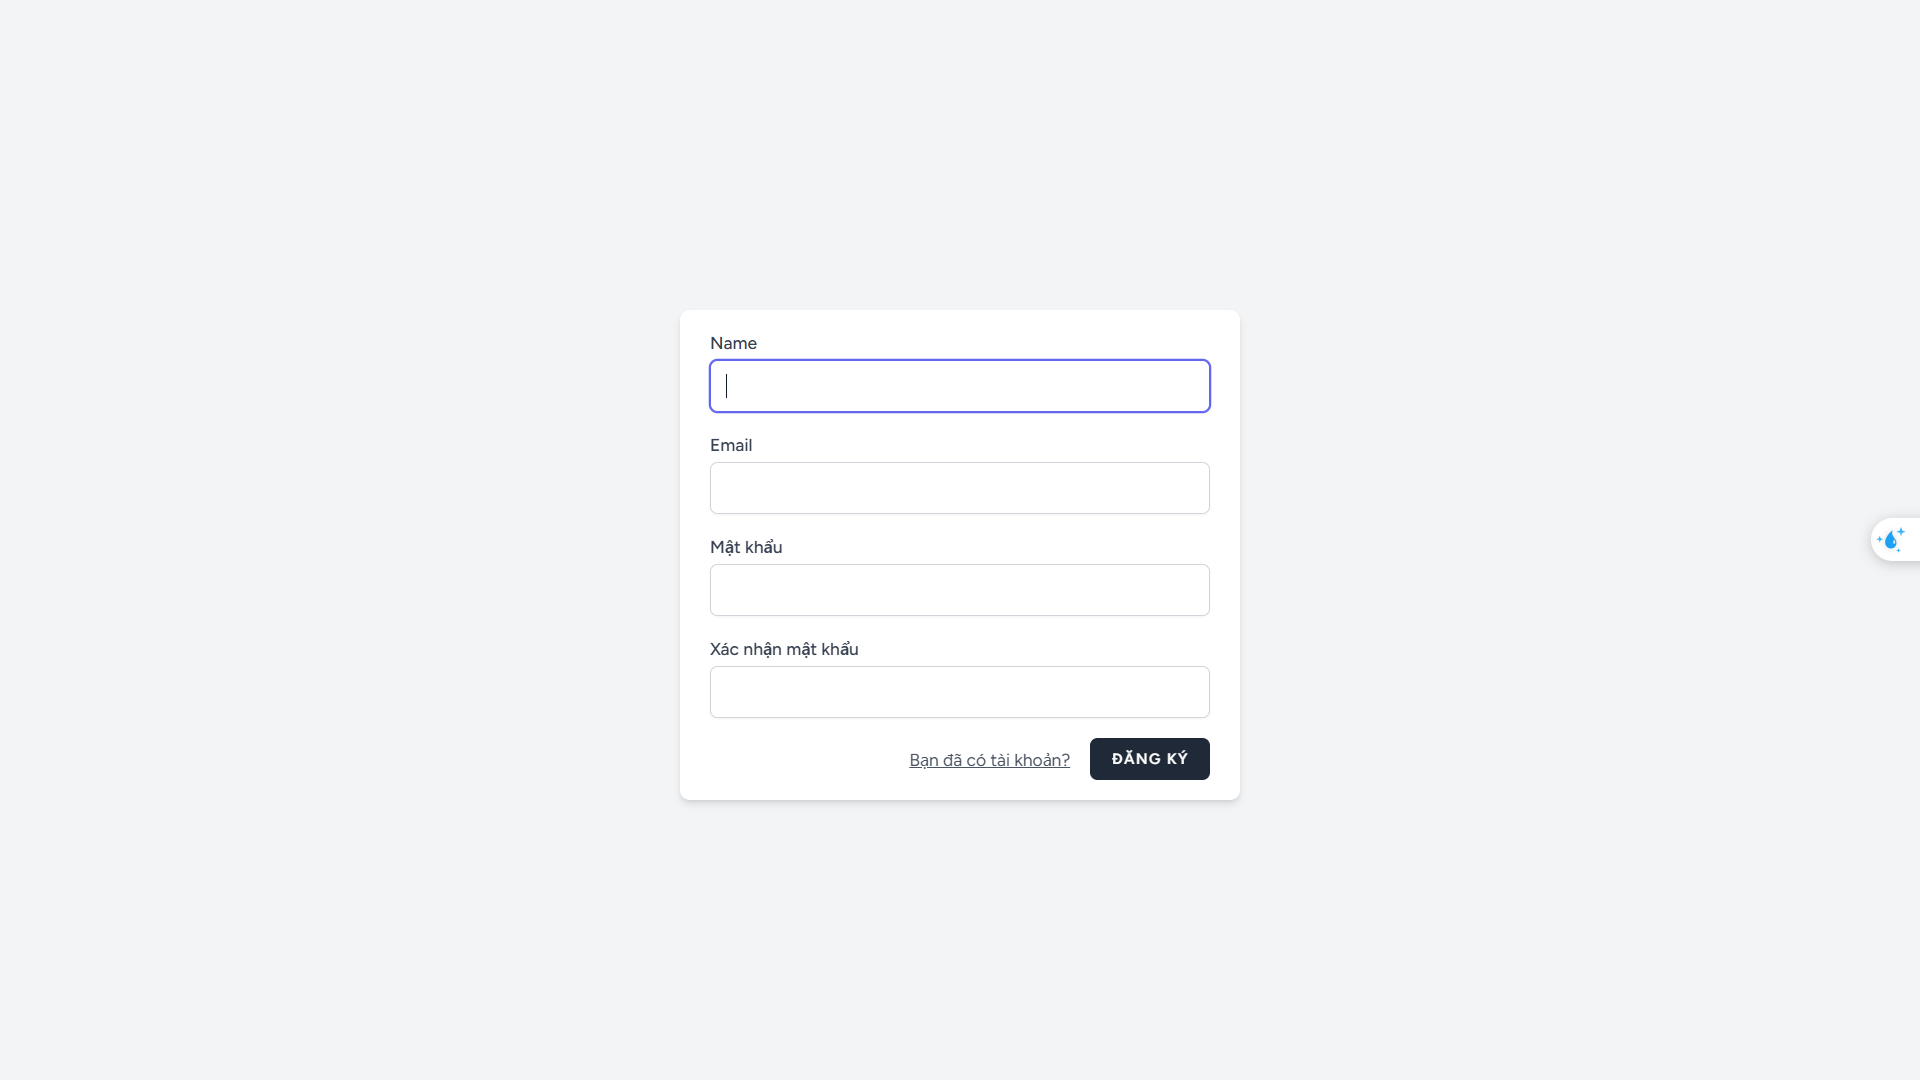 Name
Email
Mật khẩu
Xác nhận mật khẩu
Bạn đã có tài khoản?
ĐĂNG KÝ